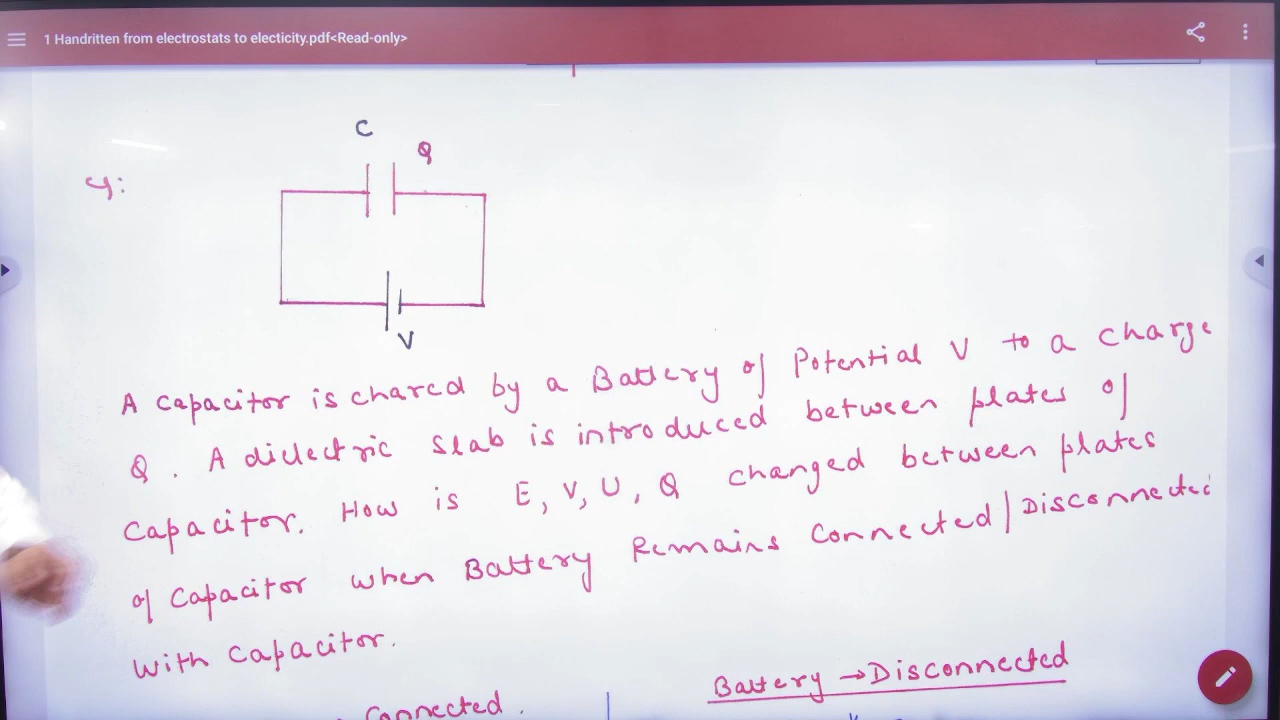 1 Handritten from electrostats to electicity.pdf<Read-only>
C
Q
4:
V
A capacitor is chared by a Battery of Potential V to a charge
Q. A dielectric slab is introduced between plates of
Capacitor. How is E, V, U, Q changed between plates
of Capacitor when Battery Remains Connected/Disconnected
with capacitor.
Connected.
Battery → Disconnected